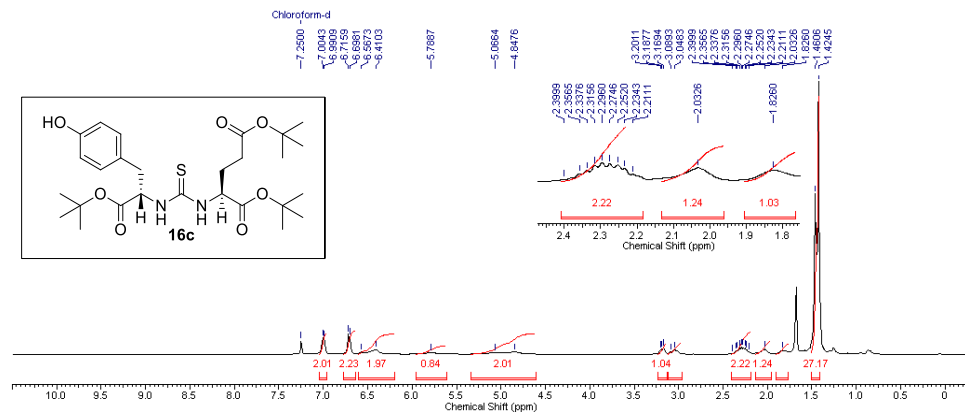 Chloroform-d
7.2500
7.0043
6.9909
6.7159
6.6981
6.5673
6.4103
5.7887
5.0664
4.8476
3.2011
3.1877
3.1694
3.0893
3.0483
2.3999
2.3565
2.3376
2.3156
2.2960
2.2746
2.2520
2.2343
2.2111
2.0326
1.8260
1.4606
1.4245
2.3999
2.3565
2.3376
2.3156
2.2960
2.2746
2.2520
2.2343
2.2111
2.0326
1.8260
HO
O
O
S
O
N
H
N
H
O
O
O
16c
2.22 1.24 1.03
2.4 2.3 2.2 2.1 2.0 1.9 1.8
Chemical Shift (ppm)
2.01 2.23 1.97 0.84 2.01 1.04 2.22 1.24 27.17
10.0 9.5 9.0 8.5 8.0 7.5 7.0 6.5 6.0 5.5 5.0 4.5 4.0 3.5 3.0 2.5 2.0 1.5 1.0 0.5 0
Chemical Shift (ppm)